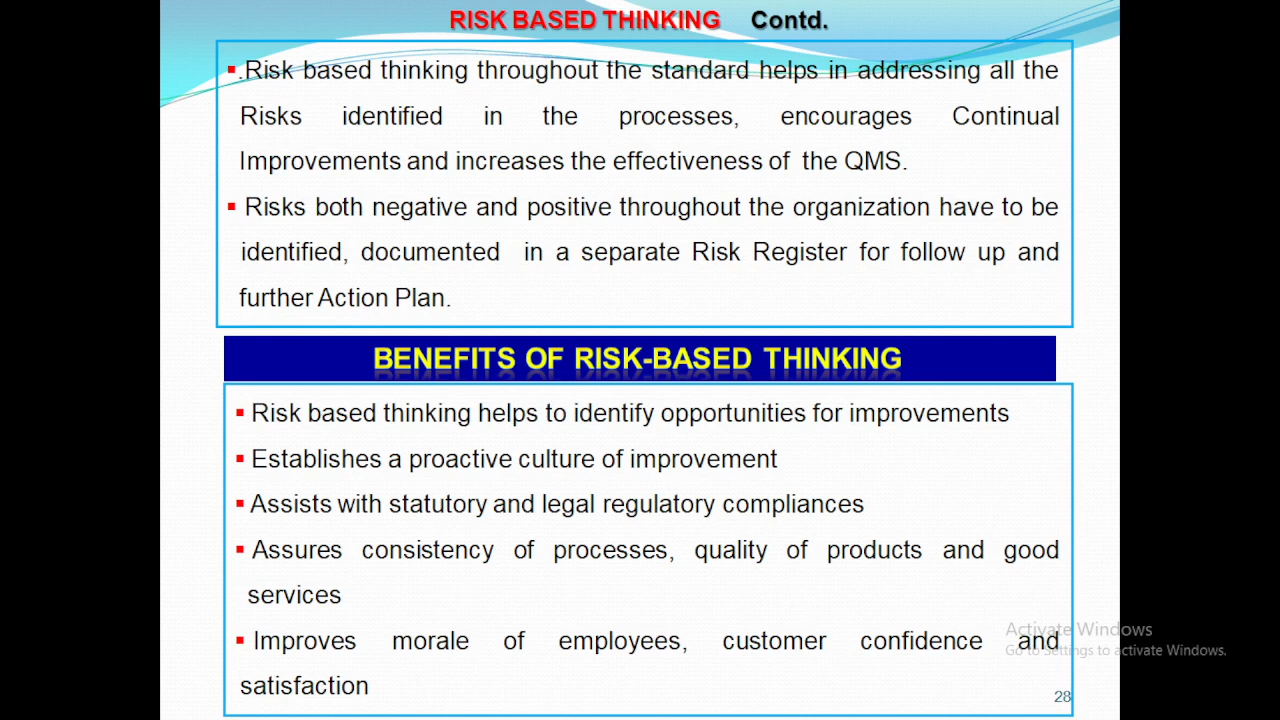 RISK BASED THINKING Contd.
▪.Risk based thinking throughout the standard helps in addressing all the
Risks identified in the processes, encourages Continual
Improvements and increases the effectiveness of the QMS.
▪ Risks both negative and positive throughout the organization have to be
identified, documented in a separate Risk Register for follow up and
further Action Plan.
BENEFITS OF RISK-BASED THINKING
▪ Risk based thinking helps to identify opportunities for improvements
▪ Establishes a proactive culture of improvement
▪ Assists with statutory and legal regulatory compliances
▪ Assures consistency of processes, quality of products and good
services
▪ Improves morale of employees, customer confidence and
satisfaction
Activate Windows
Go to Settings to activate Windows.
28